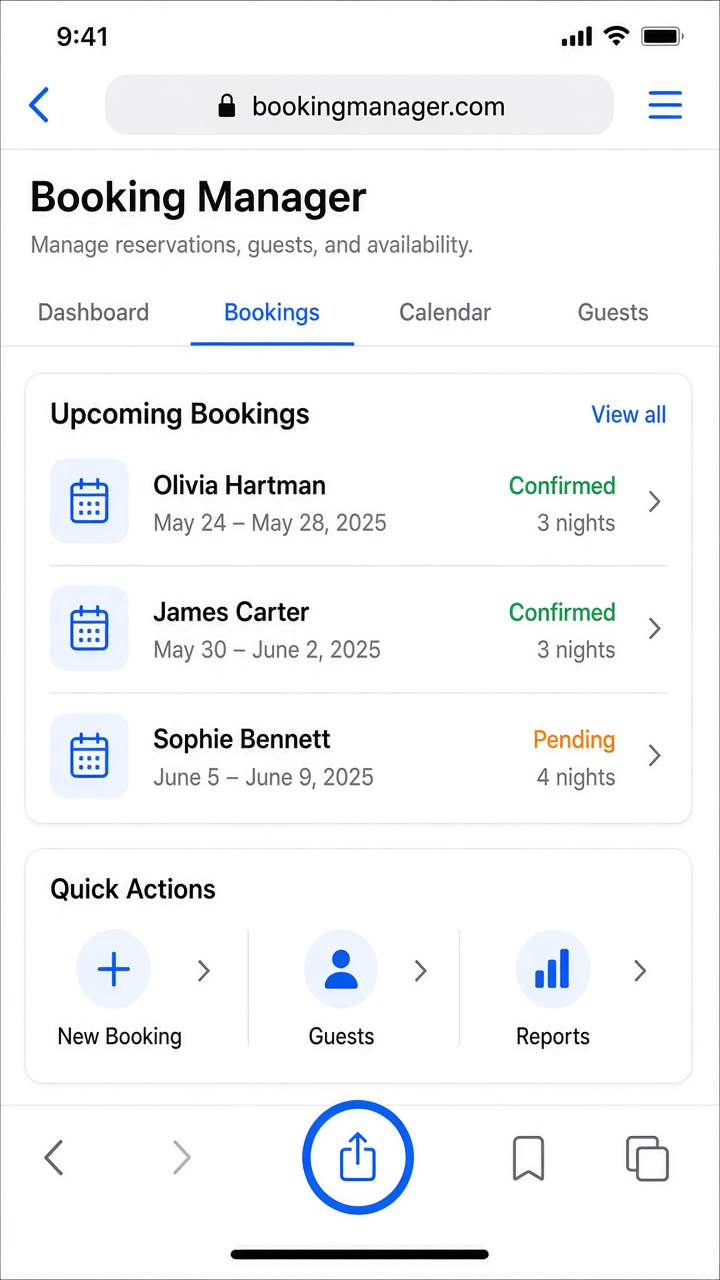 9:41
bookingmanager.com
Booking Manager
Manage reservations, guests, and availability.
Dashboard Bookings Calendar Guests
Upcoming Bookings View all
Olivia Hartman Confirmed
May 24 – May 28, 2025 3 nights
James Carter Confirmed
May 30 – June 2, 2025 3 nights
Sophie Bennett Pending
June 5 – June 9, 2025 4 nights
Quick Actions
New Booking Guests Reports